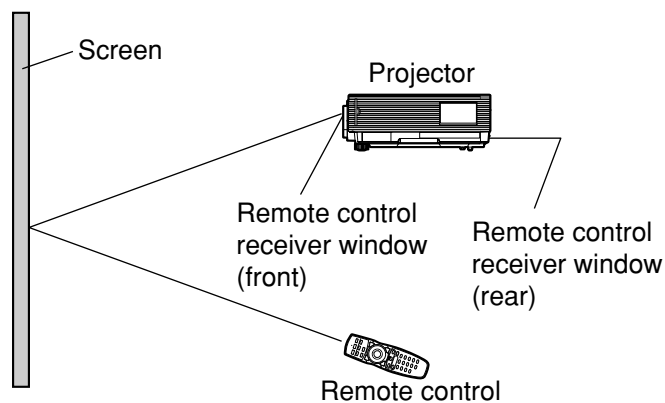 Screen
Projector
Remote control
receiver window
(front)
Remote control
receiver window
(rear)
Remote control